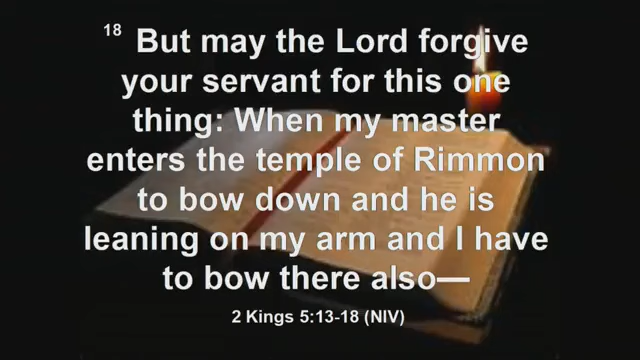 18 But may the Lord forgive
your servant for this one
thing: When my master
enters the temple of Rimmon
to bow down and he is
leaning on my arm and I have
to bow there also—
2 Kings 5:13-18 (NIV)